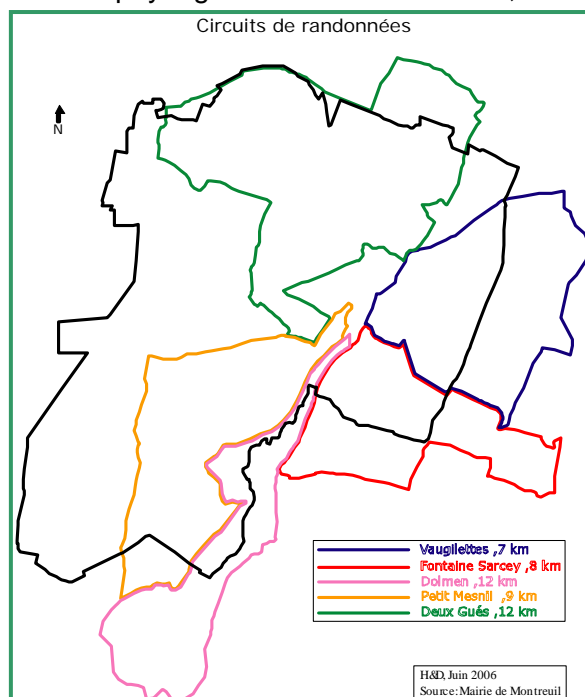 Circuits de randonnées
N
Vaugilettes ,7 km
Fontaine Sarcey ,8 km
Dolmen ,12 km
Petit Mesnil ,9 km
Deux Gués ,12 km
H&D, Juin 2006
Source:Mairie de Montreuil